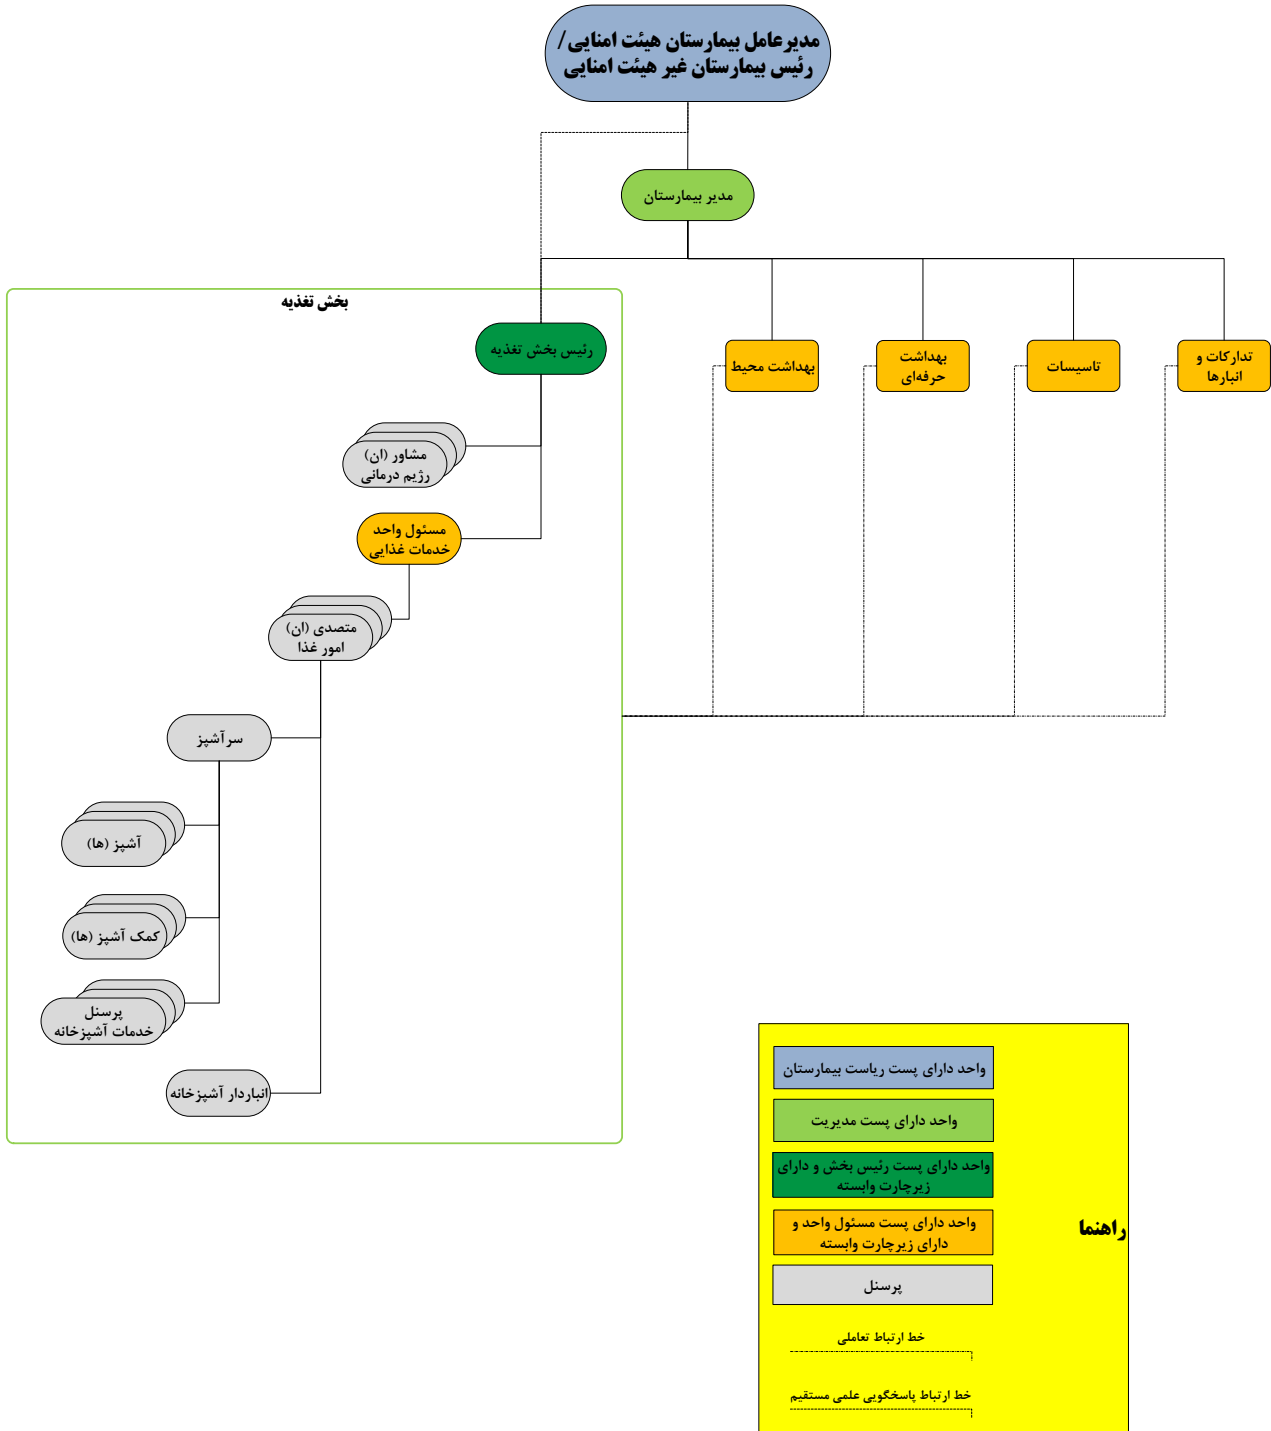 مدیرعامل بیمارستان هیئت امنایی/
رئیس بیمارستان غیر هیئت امنایی
مدیر بیمارستان
بخش تغذیه
رئیس بخش تغذیه
تدارکات و
انبارها
تاسیسات
بهداشت
حرفه‌ای
بهداشت محیط
مشاور (ان)
رژیم درمانی
مسئول واحد
خدمات غذایی
متصدی (ان)
امور غذا
سرآشپز
آشپز (ها)
کمک آشپز (ها)
پرسنل
خدمات آشپزخانه
انباردار آشپزخانه
راهنما
واحد دارای پست ریاست بیمارستان
واحد دارای پست مدیریت
واحد دارای پست رئیس بخش و دارای
زیرچارت وابسته
واحد دارای پست مسئول واحد و
دارای زیرچارت وابسته
پرسنل
خط ارتباط تعاملی
خط ارتباط پاسخگویی علمی مستقیم